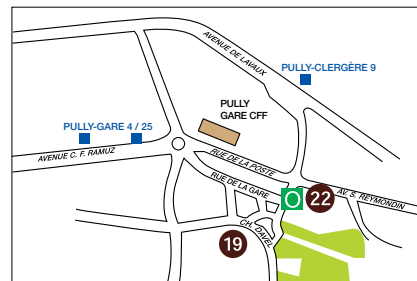 AVENUE DE LAVAUX
PULLY-CLERGÈRE 9
PULLY
GARE CFF
PULLY-GARE 4 / 25
AVENUE C. F. RAMUZ
RUE DE LA POSTE
RUE DE LA GARE
AV. S. REYMONDIN
O
22
CH. DAVEL
19